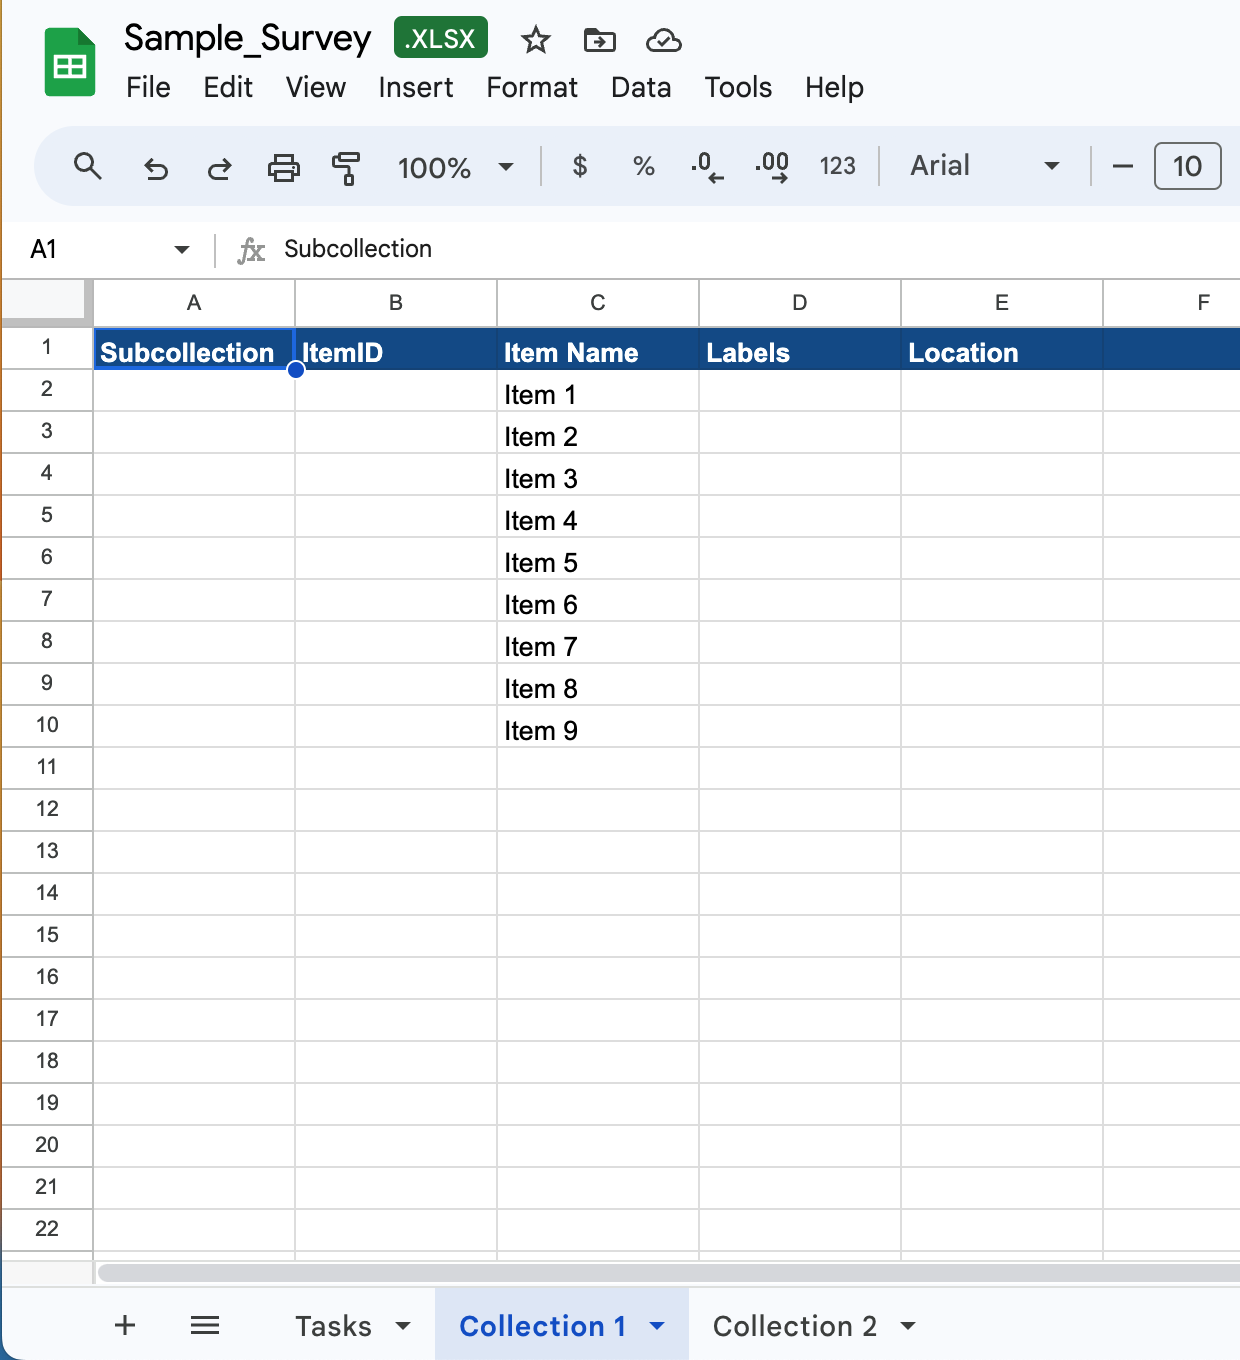 Sample_Survey .XLSX
File Edit View Insert Format Data Tools Help
100% $ % .0 .00 123 Arial 10
A1 fx Subcollection
A B C D E F
1 Subcollection ItemID Item Name Labels Location
2 Item 1
3 Item 2
4 Item 3
5 Item 4
6 Item 5
7 Item 6
8 Item 7
9 Item 8
10 Item 9
11
12
13
14
15
16
17
18
19
20
21
22
Tasks Collection 1 Collection 2